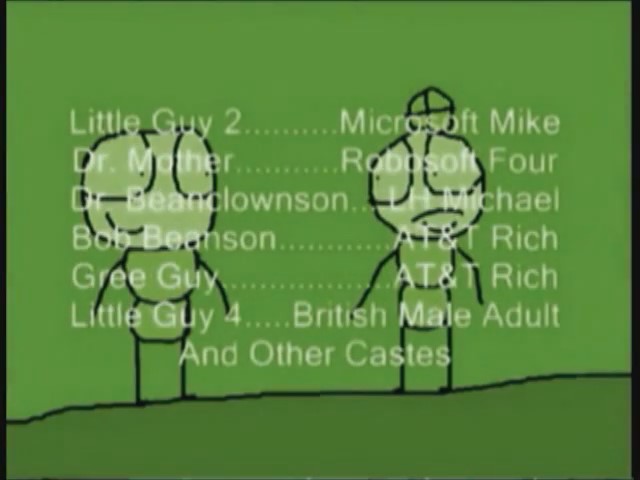 Little Guy 2..........Microsoft Mike
Dr. Mother...........Robosoft Four
Dr. Beanclownson...LH Michael
Bob Beanson............AT&T Rich
Gree Guy..................AT&T Rich
Little Guy 4.....British Male Adult
And Other Castes